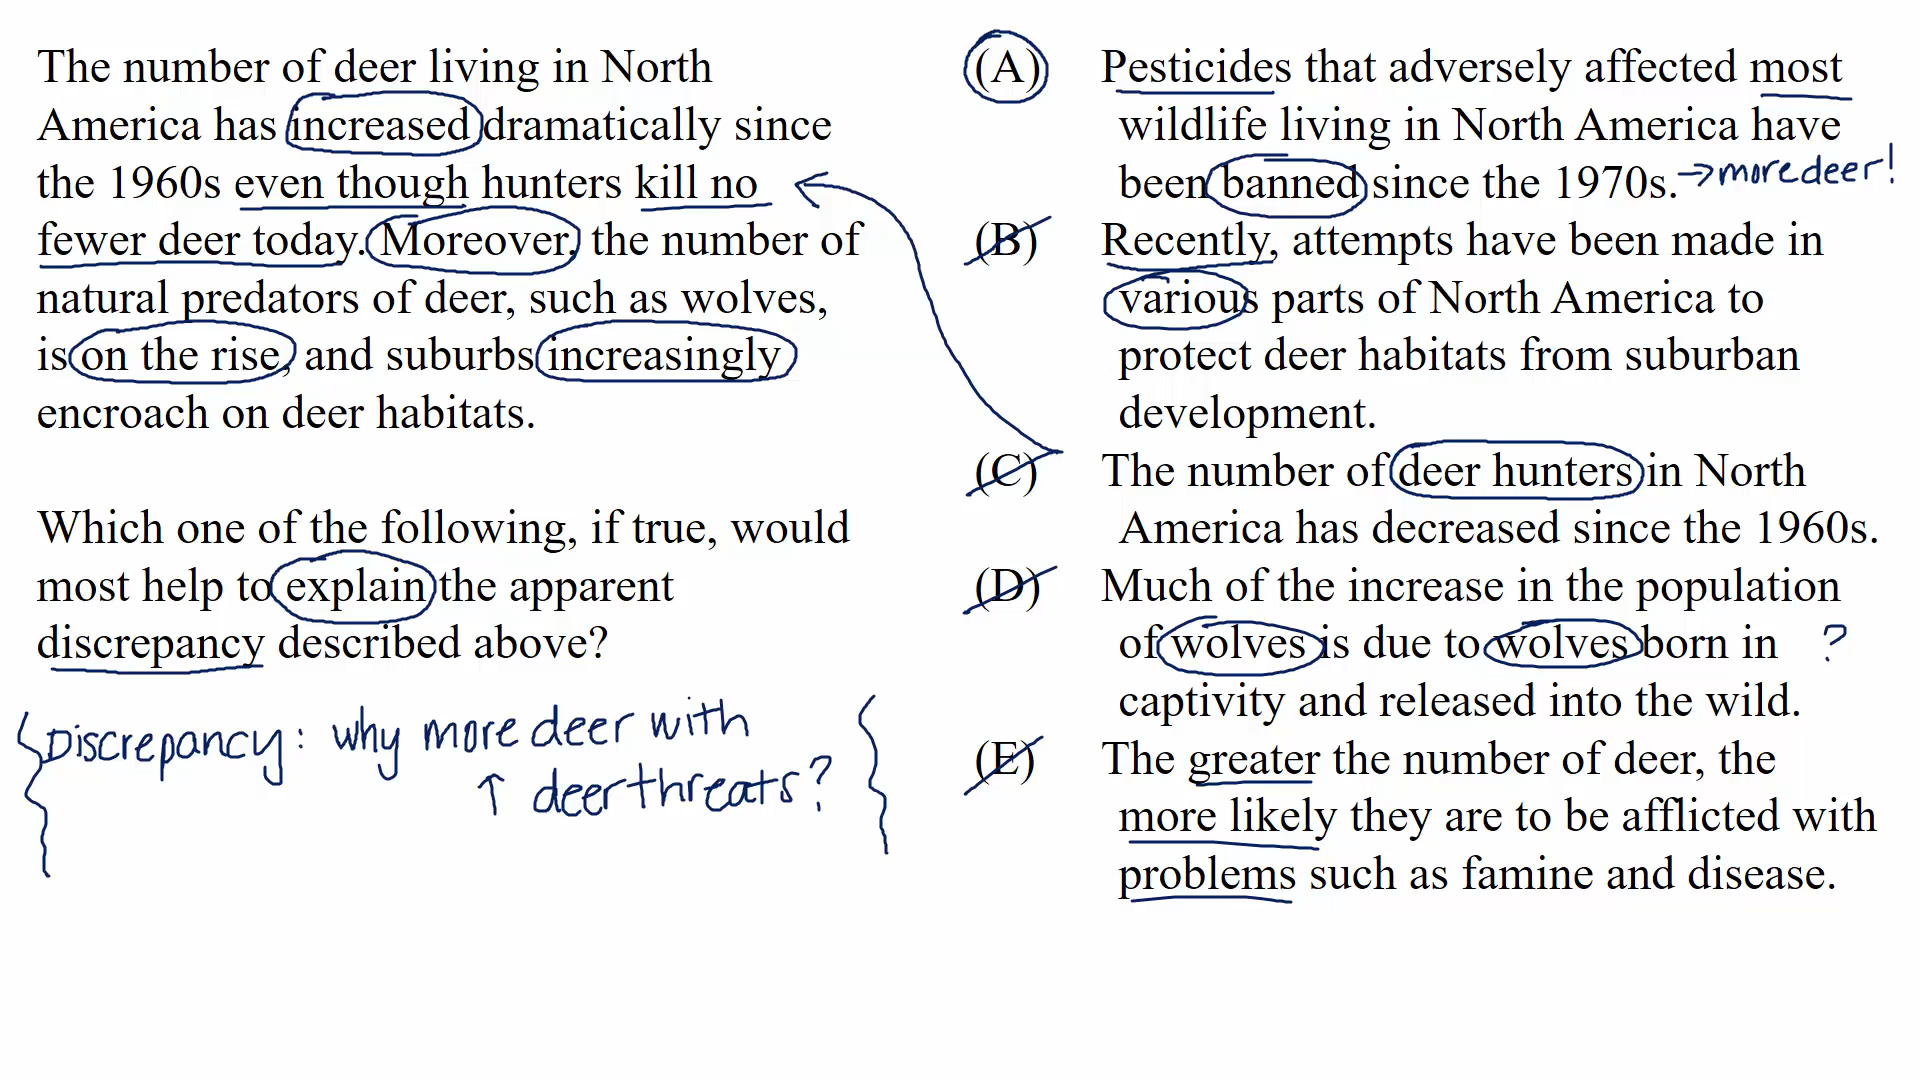 The number of deer living in North
America has increased dramatically since
the 1960s even though hunters kill no
fewer deer today. Moreover, the number of
natural predators of deer, such as wolves,
is on the rise, and suburbs increasingly
encroach on deer habitats.
Which one of the following, if true, would
most help to explain the apparent
discrepancy described above?
Discrepancy: why more deer with
↑ deer threats?
(A) Pesticides that adversely affected most
wildlife living in North America have
been banned since the 1970s. → more deer!
(B) Recently, attempts have been made in
various parts of North America to
protect deer habitats from suburban
development.
(C) The number of deer hunters in North
America has decreased since the 1960s.
(D) Much of the increase in the population
of wolves is due to wolves born in ?
captivity and released into the wild.
(E) The greater the number of deer, the
more likely they are to be afflicted with
problems such as famine and disease.